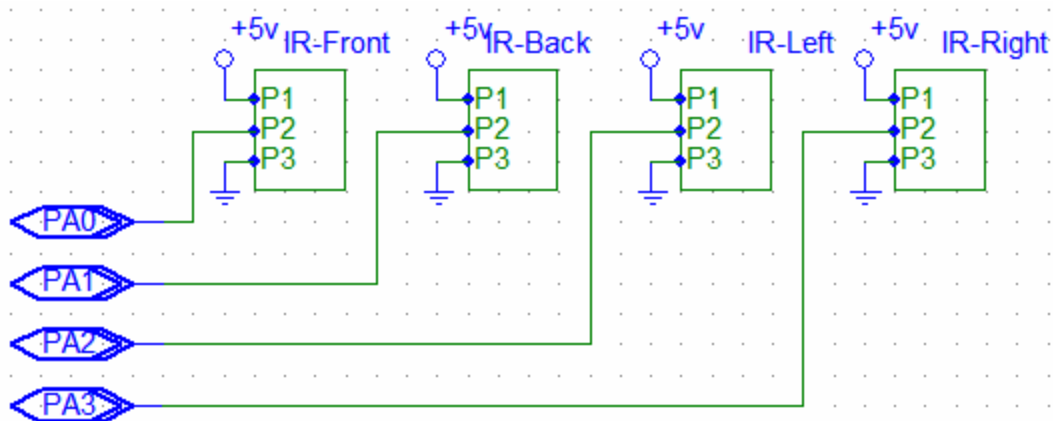 +5v IR-Front +5v IR-Back +5v IR-Left +5v IR-Right
P1 P1 P1 P1
P2 P2 P2 P2
P3 P3 P3 P3
PA0
PA1
PA2
PA3